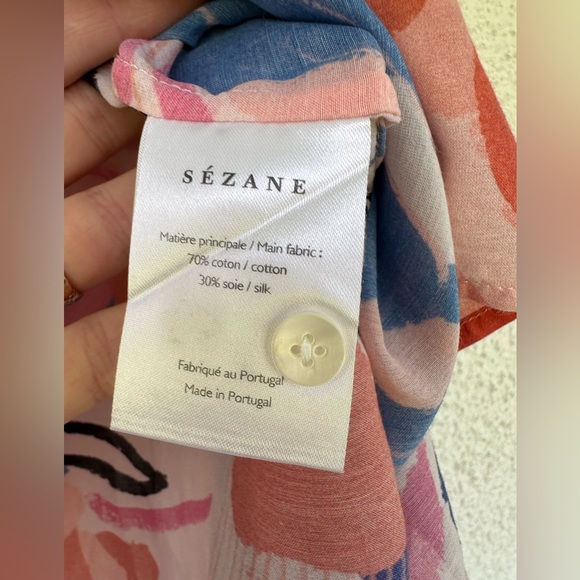 SÉZANE
Matière principale / Main fabric :
70% coton / cotton
30% soie / silk
Fabriqué au Portugal
Made in Portugal